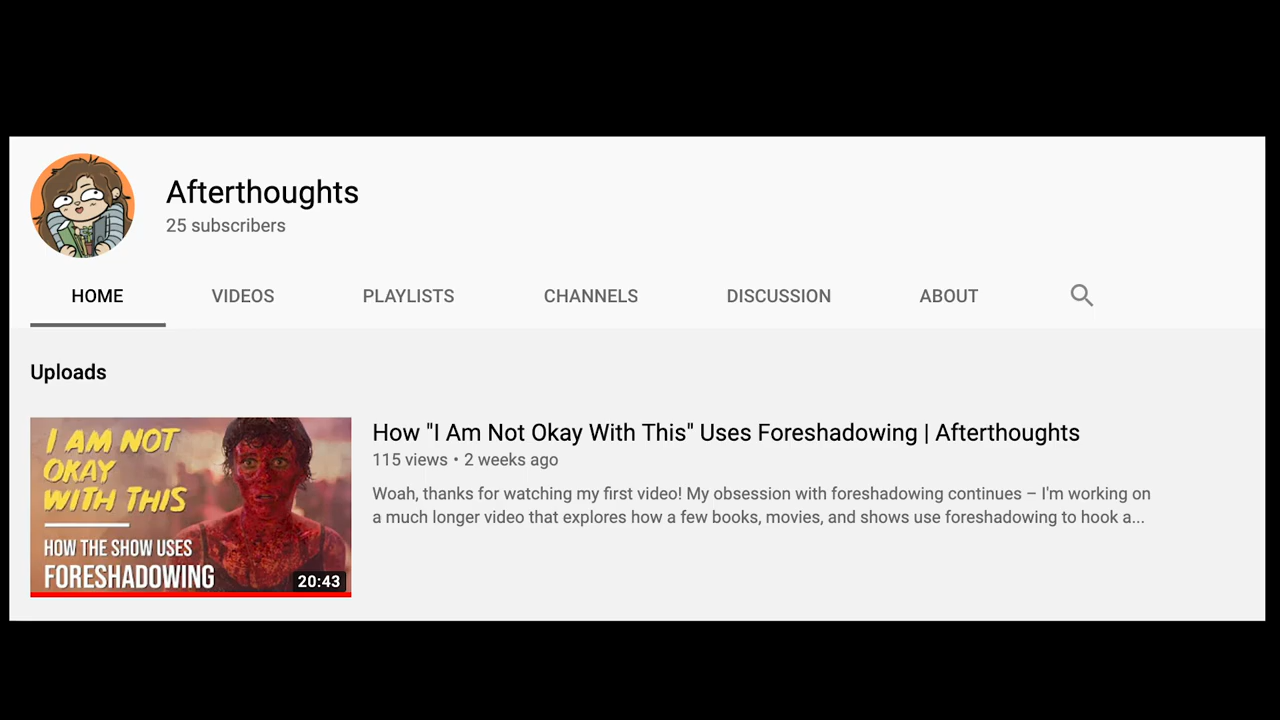 Afterthoughts
25 subscribers
HOME VIDEOS PLAYLISTS CHANNELS DISCUSSION ABOUT
Uploads
I AM NOT
OKAY
WITH THIS
HOW THE SHOW USES
FORESHADOWING
20:43
How "I Am Not Okay With This" Uses Foreshadowing | Afterthoughts
115 views • 2 weeks ago
Woah, thanks for watching my first video! My obsession with foreshadowing continues – I'm working on
a much longer video that explores how a few books, movies, and shows use foreshadowing to hook a...